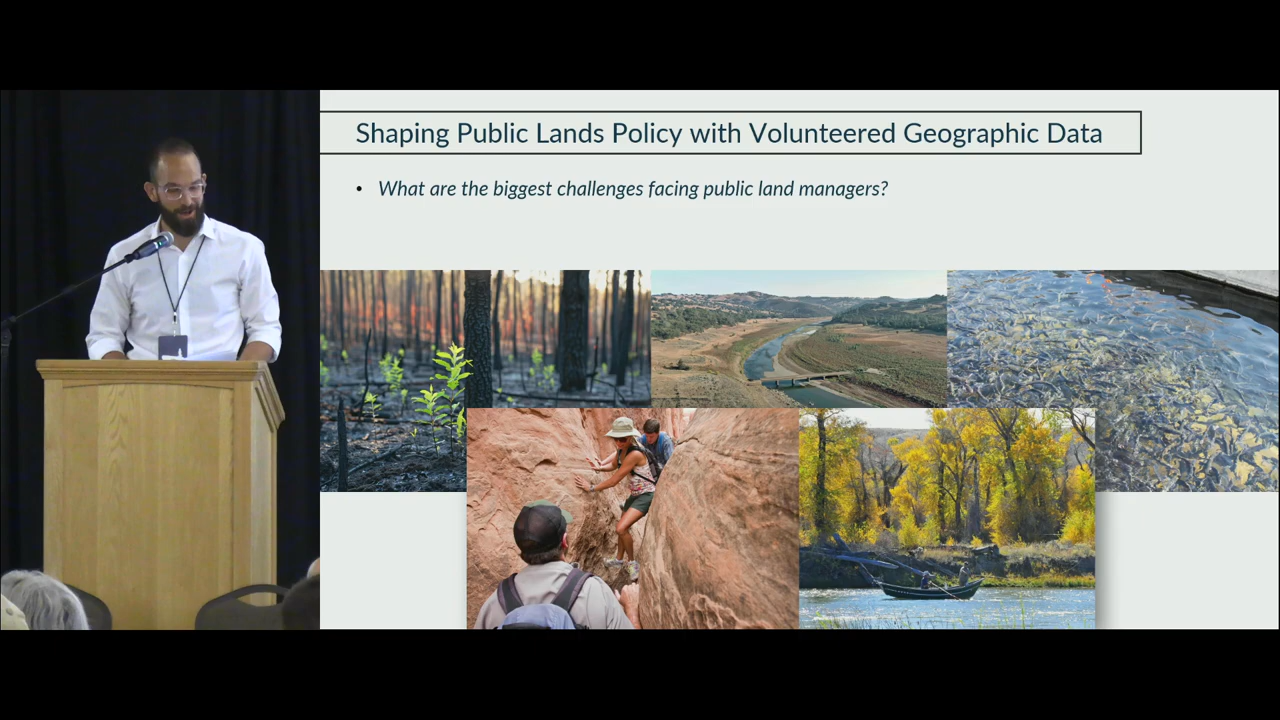 Shaping Public Lands Policy with Volunteered Geographic Data
• What are the biggest challenges facing public land managers?